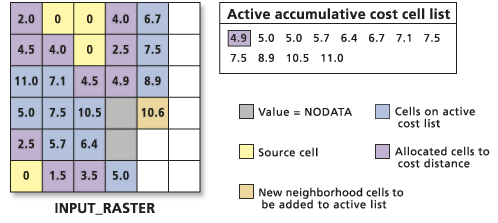 2.0 0 0 4.0 6.7
4.5 4.0 0 2.5 7.5
11.0 7.1 4.5 4.9 8.9
5.0 7.5 10.5 10.6
2.5 5.7 6.4
0 1.5 3.5 5.0
INPUT_RASTER
Active accumulative cost cell list
4.9 5.0 5.0 5.7 6.4 6.7 7.1 7.5
7.5 8.9 10.5 11.0
Value = NODATA
Source cell
New neighborhood cells to
be added to active list
Cells on active
cost list
Allocated cells to
cost distance